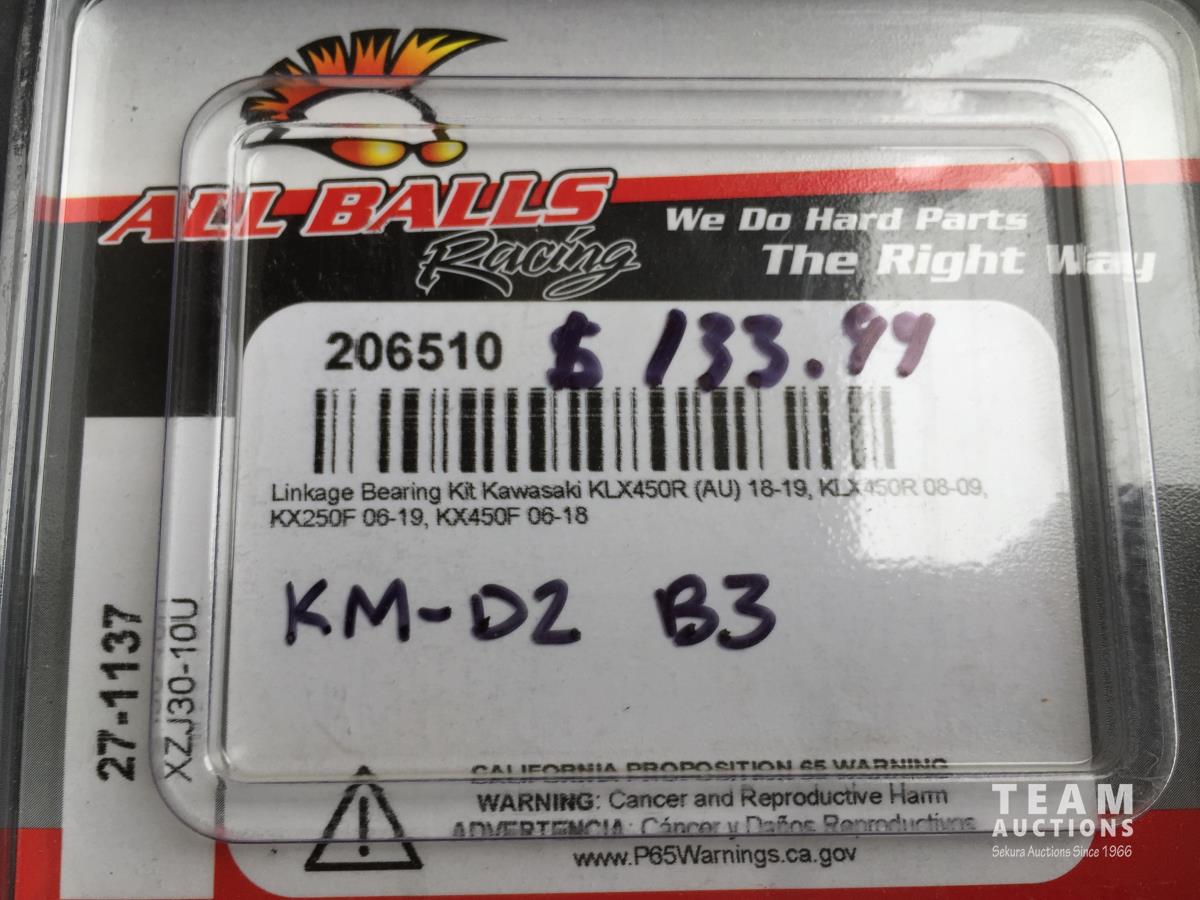 ALL BALLS
Racing
We Do Hard Parts
The Right Way
206510 $133.99
Linkage Bearing Kit Kawasaki KLX450R (AU) 18-19, KLX450R 08-09,
KX250F 06-19, KX450F 06-18
KM-D2 B3
27-1137
XZJ30-10U
CALIFORNIA PROPOSITION 65 WARNING
WARNING: Cancer and Reproductive Harm
ADVERTENCIA: Cáncer y Daños Reproductivos
www.P65Warnings.ca.gov
TEAM
AUCTIONS
Sekura Auctions Since 1966